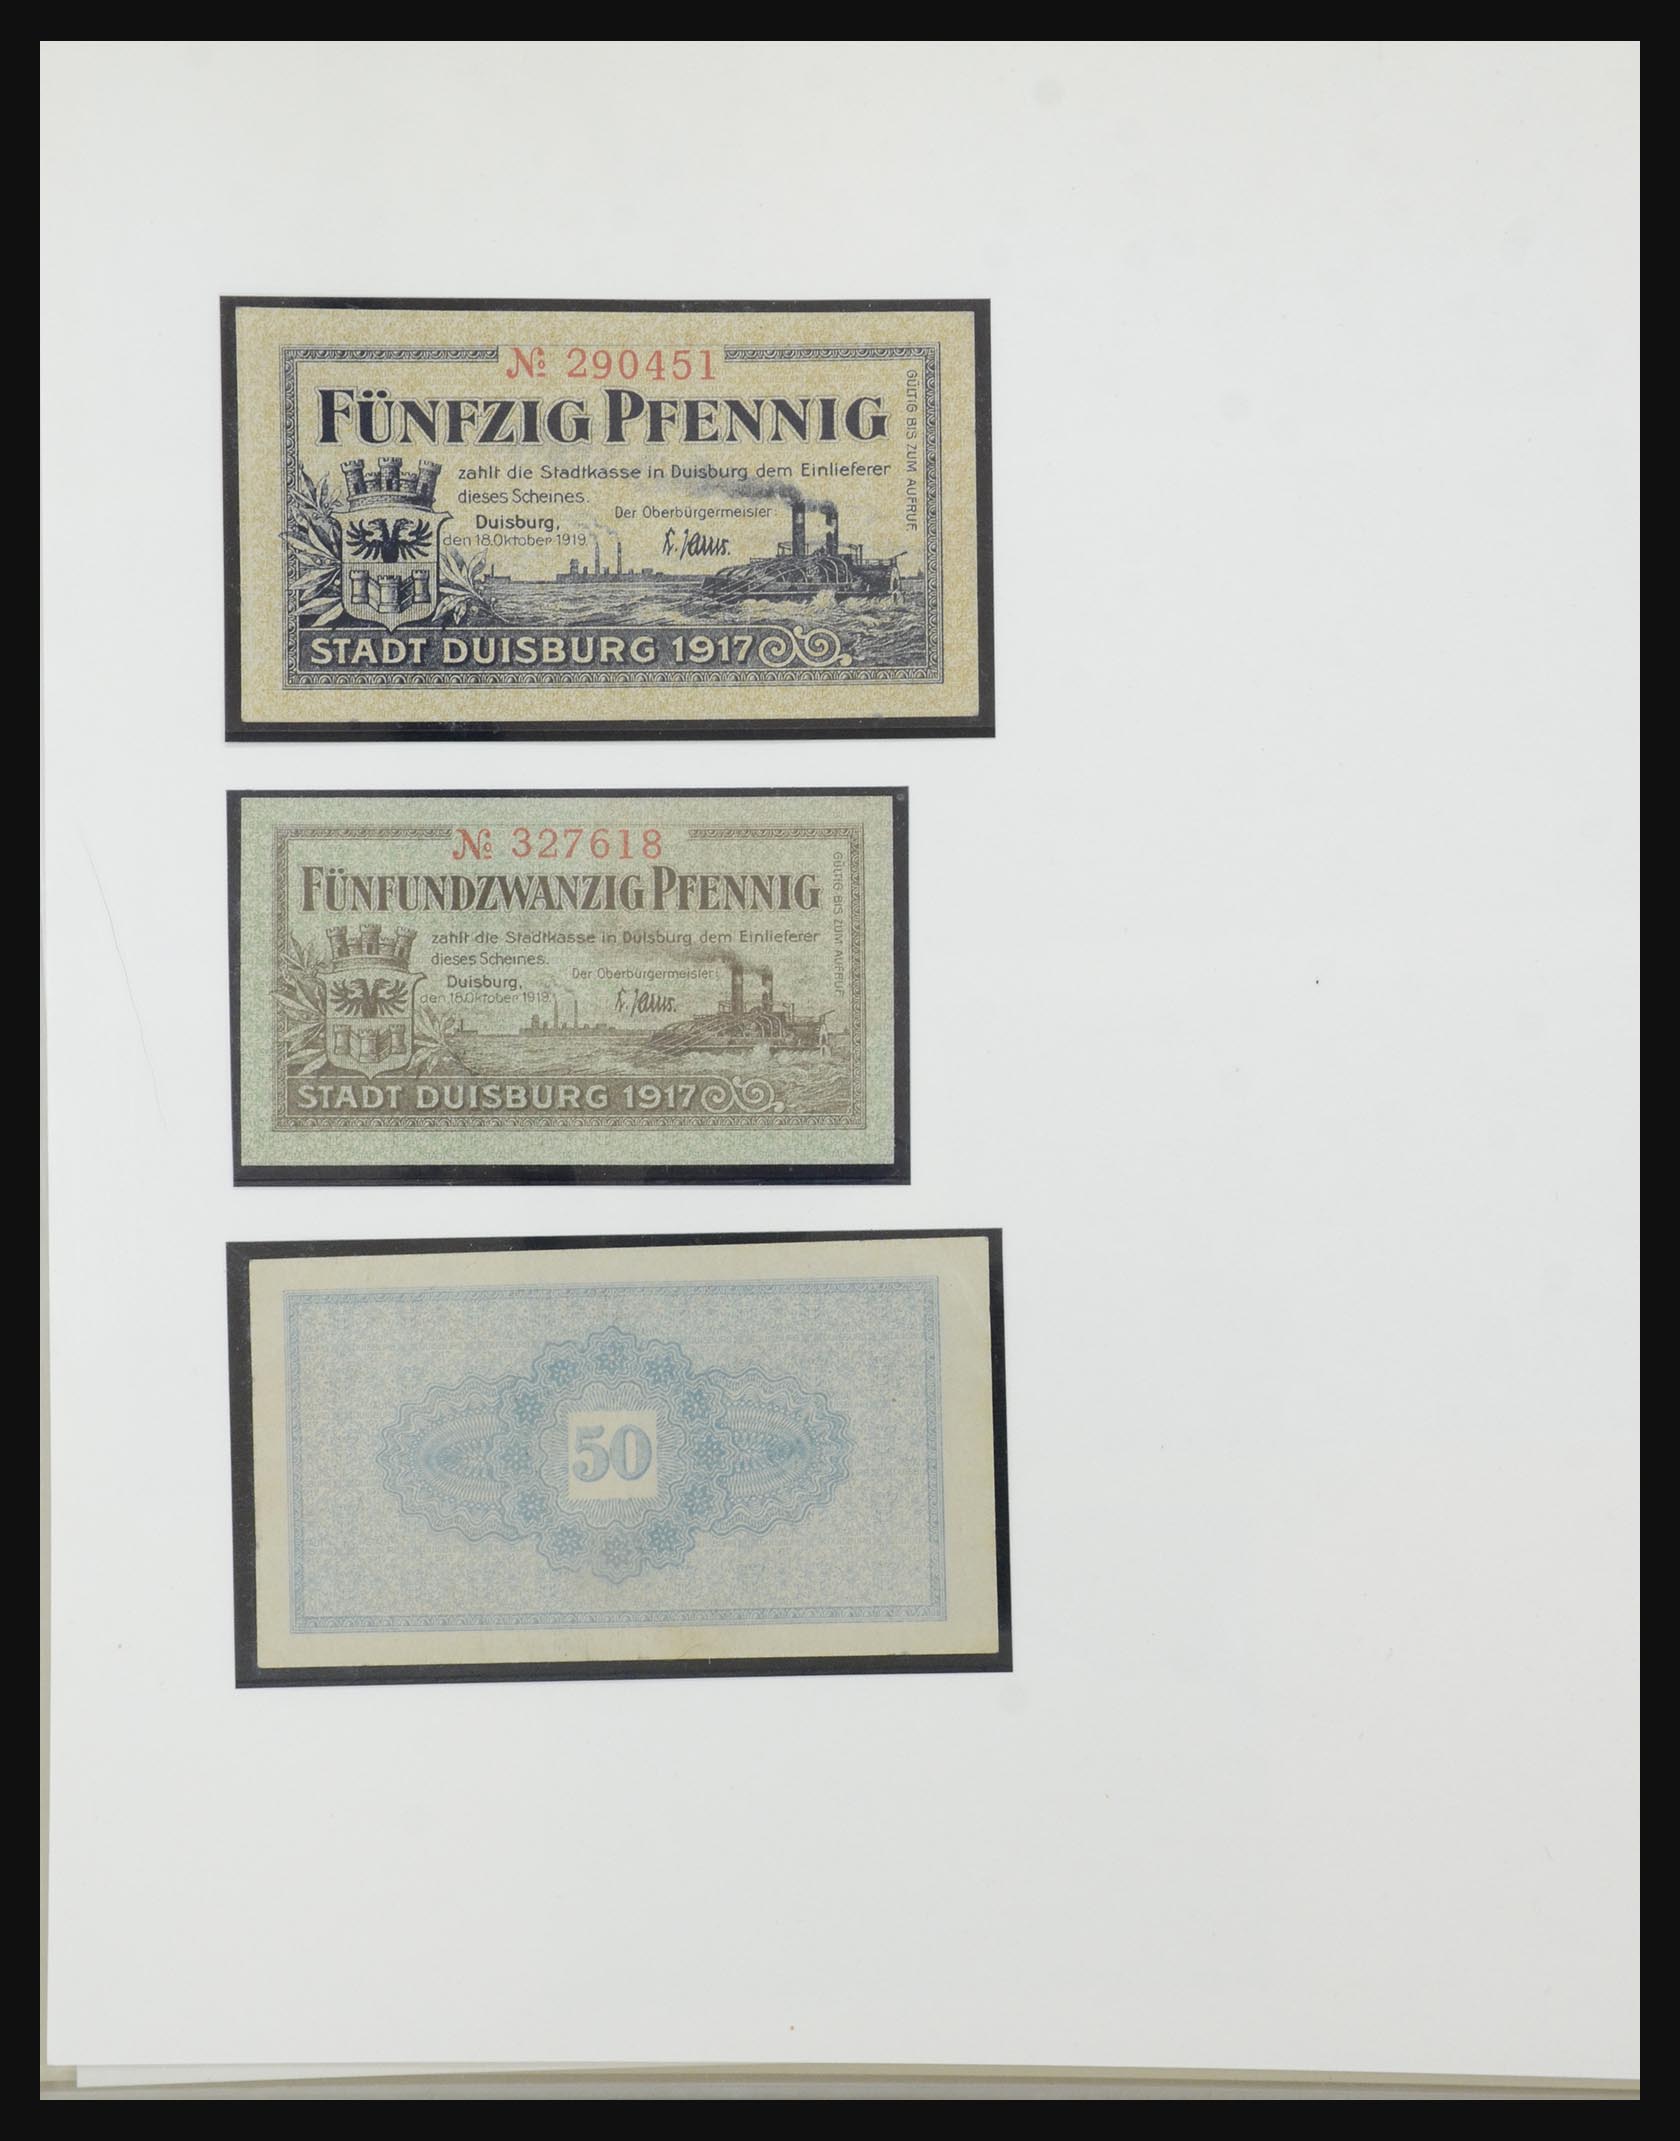 № 290451
FÜNFZIG PFENNIG
zahlt die Stadtkasse in Duisburg dem Einlieferer
dieses Scheines.
Duisburg,
den 18.Oktober 1919.
Der Oberbürgermeister:
STADT DUISBURG 1917
GÜLTIG BIS ZUM AUFRUF.
№ 327618
FÜNFUNDZWANZIG PFENNIG
zahlt die Stadtkasse in Duisburg dem Einlieferer
dieses Scheines.
Duisburg,
den 18.Oktober 1919.
Der Oberbürgermeister:
STADT DUISBURG 1917
GÜLTIG BIS ZUM AUFRUF.
50